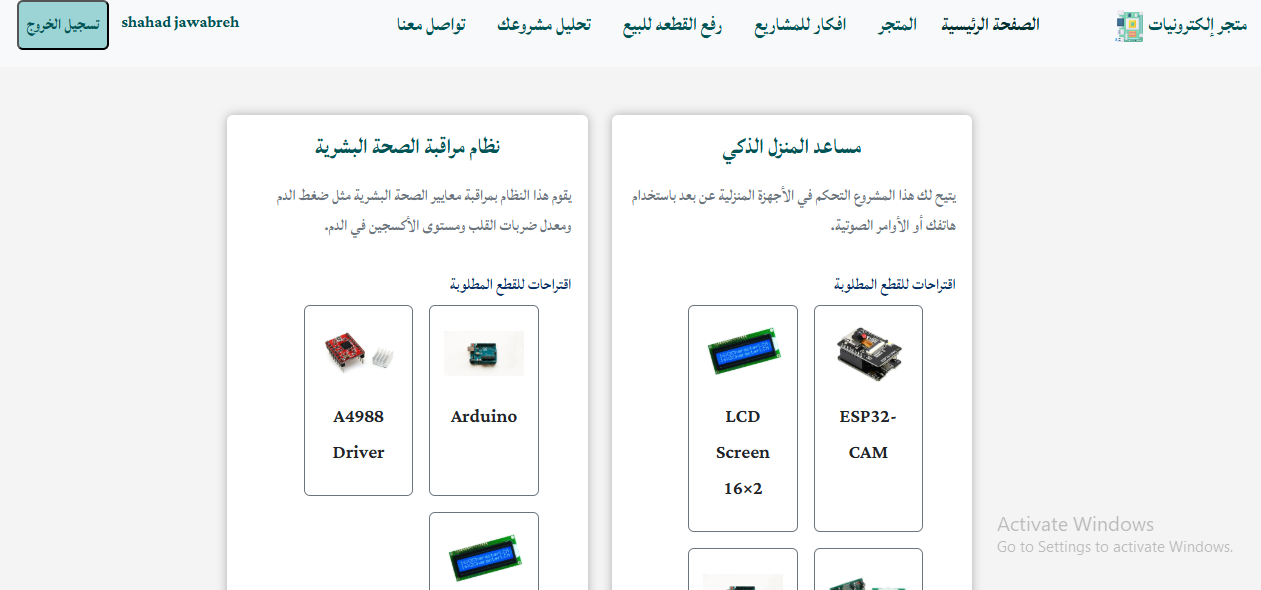 متجر إلكترونيات
الصفحة الرئيسية
المتجر
افكار للمشاريع
رفع القطعه للبيع
تحليل مشروعك
تواصل معنا
shahad jawabreh
تسجيل الخروج
مساعد المنزل الذكي
يتيح لك هذا المشروع التحكم في الأجهزة المنزلية عن بعد باستخدام
هاتفك أو الأوامر الصوتية.
اقتراحات للقطع المطلوبة
ESP32-
CAM
LCD
Screen
16×2
نظام مراقبة الصحة البشرية
يقوم هذا النظام بمراقبة معايير الصحة البشرية مثل ضغط الدم
ومعدل ضربات القلب ومستوى الأكسجين في الدم.
اقتراحات للقطع المطلوبة
Arduino
A4988
Driver
Activate Windows
Go to Settings to activate Windows.